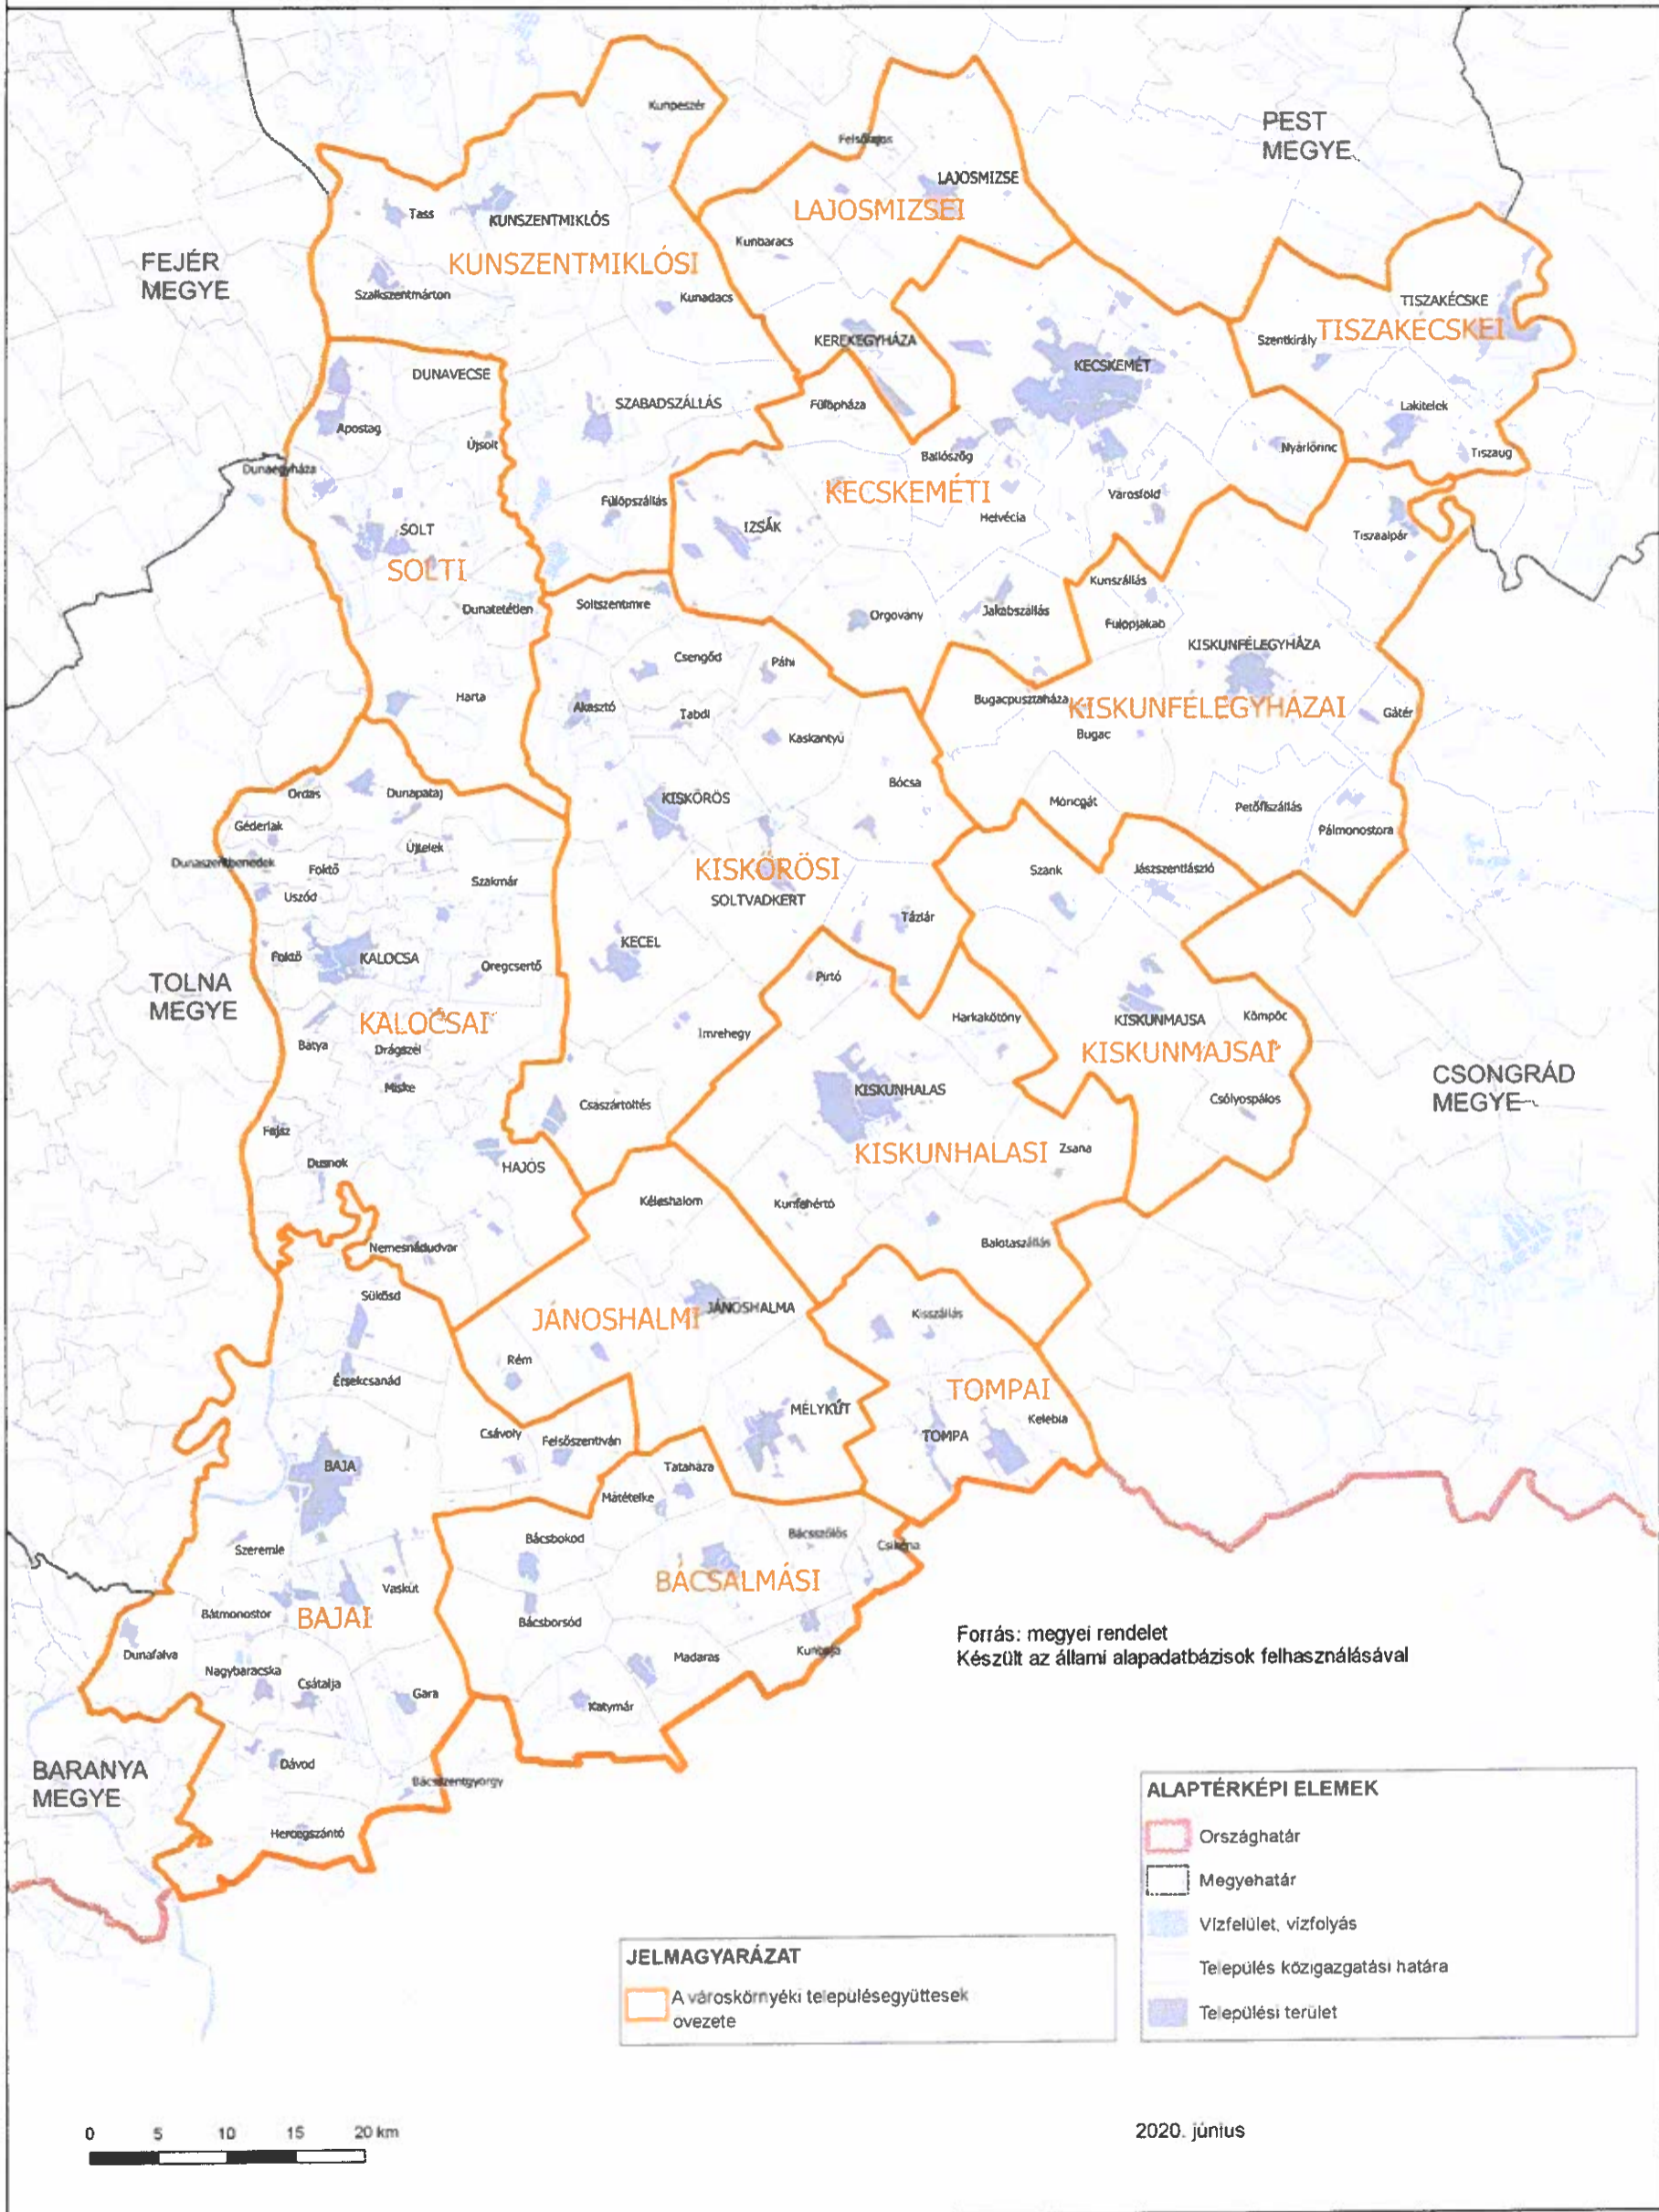 Kunpeszér
PEST
MEGYE
LAJOSMIZSE
Tass
KUNSZENTMIKLÓS
LAJOSMIZSEI
Kunbaracs
FEJÉR
MEGYE
KUNSZENTMIKLÓSI
Szalkszentmárton
Kunadacs
TISZAKÉCSKE
TISZAKECSKEI
Szentkirály
KEREKEGYHÁZA
KECSKEMÉT
DUNAVECSE
SZABADSZÁLLÁS
Fülöpháza
Lakitelek
Apostag
Újsolt
Ballószög
Nyárlőrinc
Tiszaug
Dunaegyháza
KECSKEMÉTI
Városföld
Fülöpszállás
Helvécia
IZSÁK
SOLT
Tiszaalpár
SOLTI
Kunszállás
Dunatetétlen
Soltszentimre
Orgovány
Jakabszállás
Fülöpjakab
KISKUNFÉLEGYHÁZA
Csengőd
Páhi
Harta
Akasztó
Tabdi
Bugacpusztaháza
KISKUNFÉLEGYHÁZAI
Gátér
Kaskantyú
Bugac
Bócsa
Ordas
Dunapataj
KISKŐRÖS
Móricgát
Petőfiszállás
Géderlak
Pálmonostora
Újtelek
Dunaszentbenedek
Foktő
KISKŐRÖSI
Szank
Jászszentlászló
Szakmár
Uszód
SOLTVADKERT
Tázlár
KECEL
Foktő
KALOCSA
Öregcsertő
Pirtó
TOLNA
MEGYE
KALOCSAI
Imrehegy
Harkakötöny
KISKUNMAJSA
Kömpöc
Bátya
Drágszél
KISKUNMAJSAI
CSONGRÁD
MEGYE
Miske
Császártöltés
KISKUNHALAS
Csólyospálos
Fajsz
Dusnok
HAJÓS
KISKUNHALASI
Zsana
Kéleshalom
Kunfehértó
Nemesnádudvar
Balotaszállás
Sükösd
JÁNOSHALMI
JÁNOSHALMA
Kisszállás
Rém
Érsekcsanád
TOMPAI
MÉLYKÚT
Kelebia
Csávoly
Felsőszentiván
TOMPA
BAJA
Tataháza
Mátételke
Bácsbokod
Bácsszőlős
Szeremle
Csikéria
BÁCSALMÁSI
Vaskút
Bátmonostor
BAJAI
Bácsborsód
Dunafalva
Nagybaracska
Madaras
Kunbaja
Csátalja
Gara
Katymár
Forrás: megyei rendelet
Készült az állami alapadatbázisok felhasználásával
BARANYA
MEGYE
Dávod
Bácsszentgyörgy
Hercegszántó
ALAPTÉRKÉPI ELEMEK
Országhatár
Megyehatár
Vízfelület, vízfolyás
Település közigazgatási határa
Települési terület
JELMAGYARÁZAT
A városkörnyéki településegyüttesek
övezete
0 5 10 15 20 km
2020. június